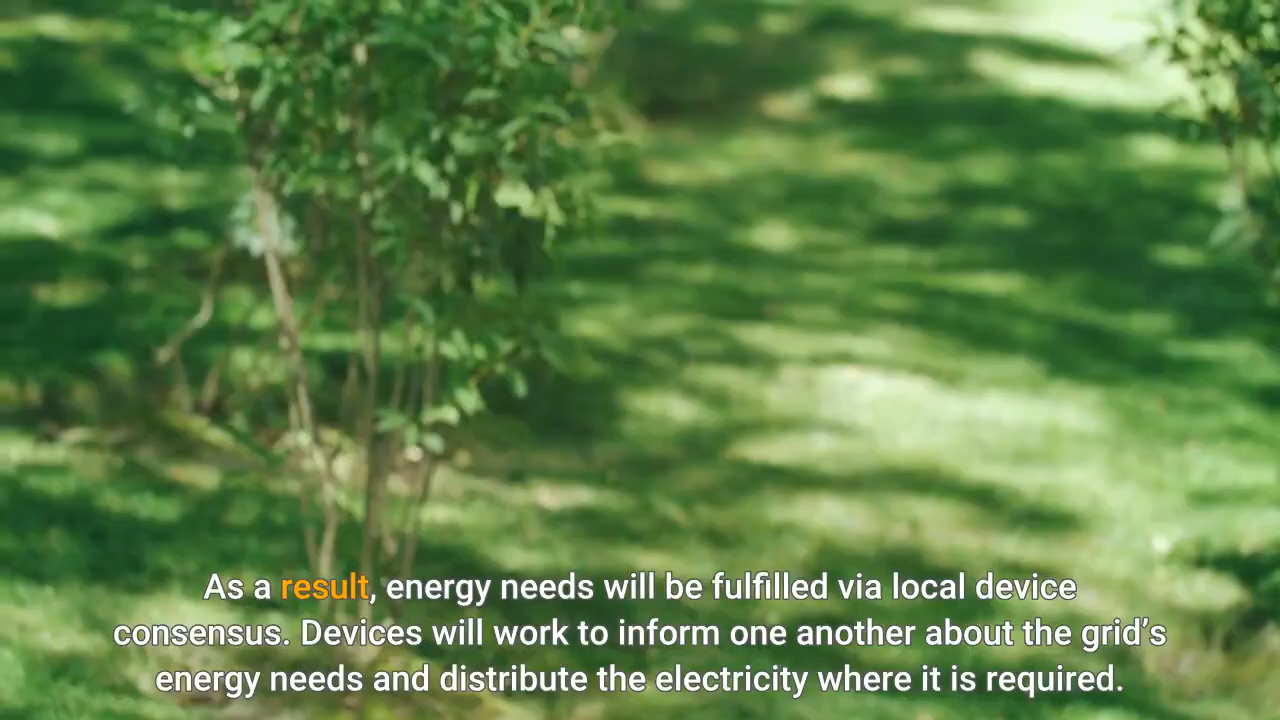 As a result, energy needs will be fulfilled via local device
consensus. Devices will work to inform one another about the grid’s
energy needs and distribute the electricity where it is required.